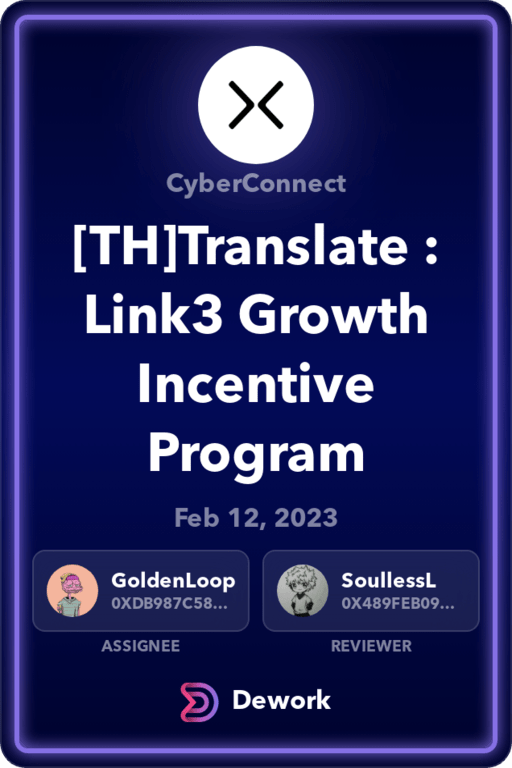 CyberConnect
[TH]Translate :
Link3 Growth
Incentive
Program
Feb 12, 2023
GoldenLoop
0XDB987C58...
SoullessL
0X489FEB09...
ASSIGNEE
REVIEWER
Dework